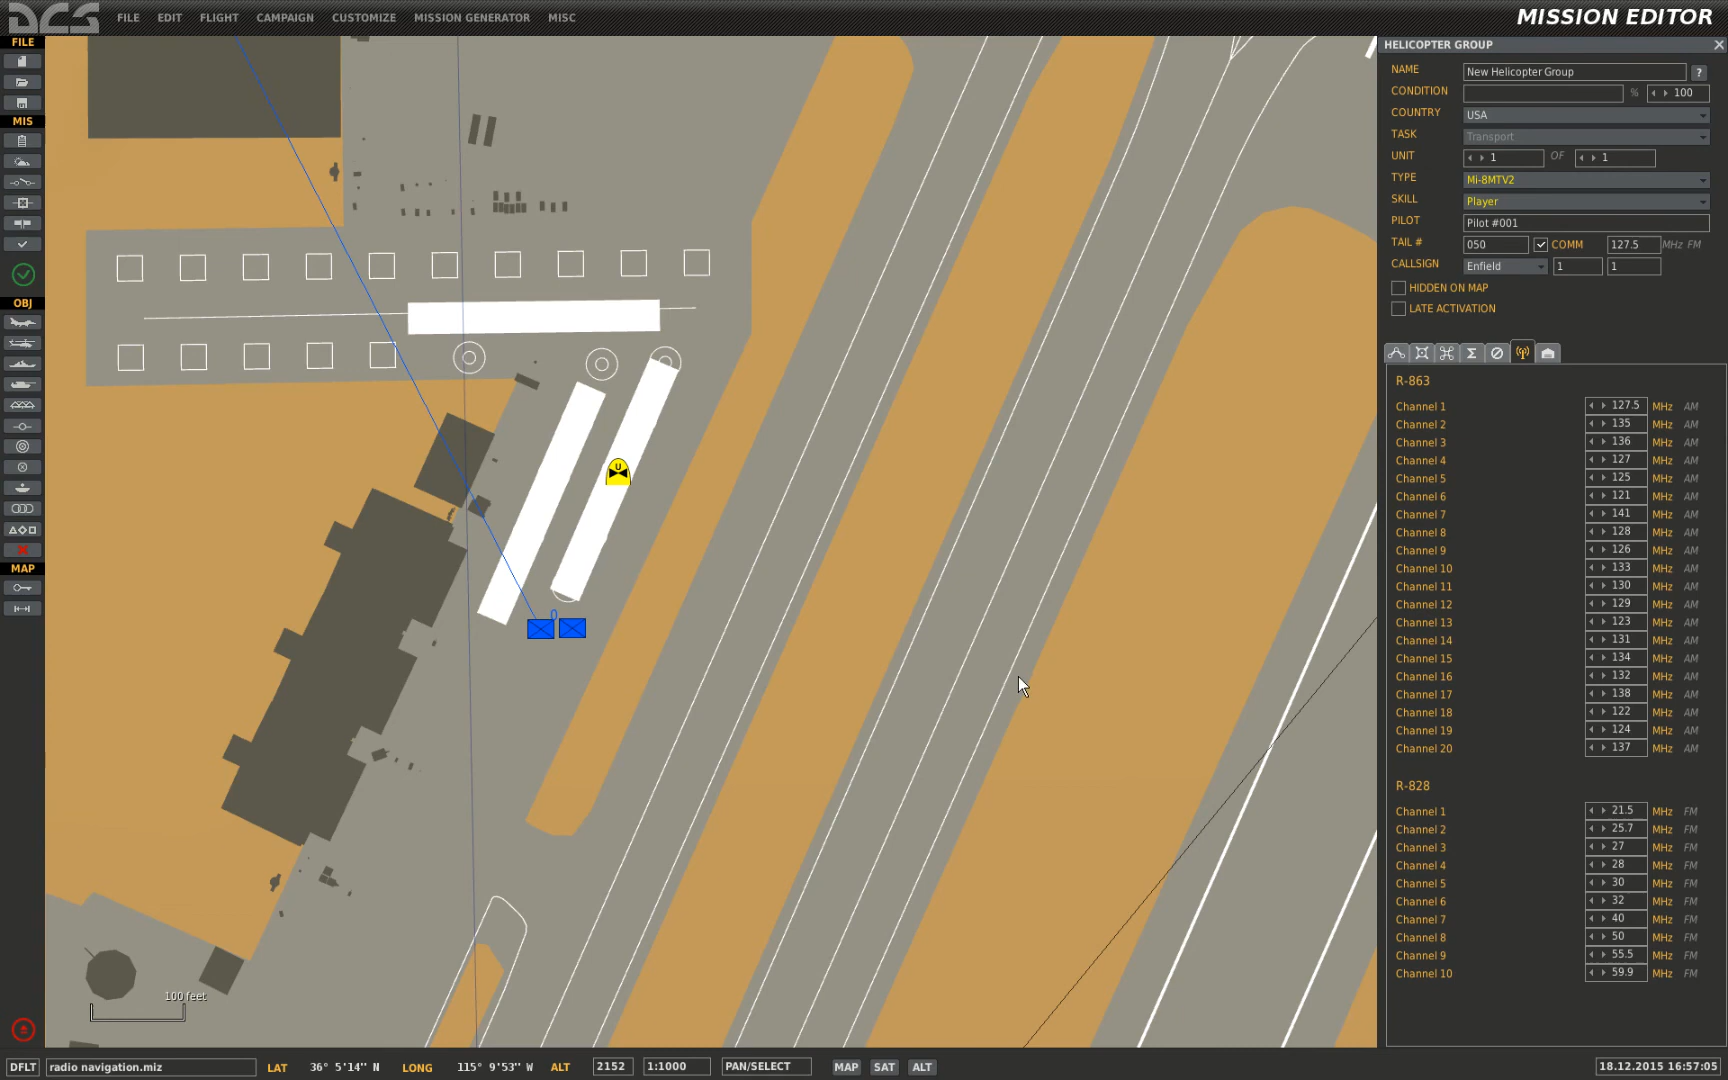 DCS FILE EDIT FLIGHT CAMPAIGN CUSTOMIZE MISSION GENERATOR MISC MISSION EDITOR
FILE
MIS
OBJ
MAP
U
100 feet
HELICOPTER GROUP
NAME New Helicopter Group ?
CONDITION % 100
COUNTRY USA
TASK Transport
UNIT 1 OF 1
TYPE Mi-8MTV2
SKILL Player
PILOT Pilot #001
TAIL # 050 COMM 127.5 MHz FM
CALLSIGN Enfield 1 1
HIDDEN ON MAP
LATE ACTIVATION
R-863
Channel 1 127.5 MHz AM
Channel 2 135 MHz AM
Channel 3 136 MHz AM
Channel 4 127 MHz AM
Channel 5 125 MHz AM
Channel 6 121 MHz AM
Channel 7 141 MHz AM
Channel 8 128 MHz AM
Channel 9 126 MHz AM
Channel 10 133 MHz AM
Channel 11 130 MHz AM
Channel 12 129 MHz AM
Channel 13 123 MHz AM
Channel 14 131 MHz AM
Channel 15 134 MHz AM
Channel 16 132 MHz AM
Channel 17 138 MHz AM
Channel 18 122 MHz AM
Channel 19 124 MHz AM
Channel 20 137 MHz AM
R-828
Channel 1 21.5 MHz FM
Channel 2 25.7 MHz FM
Channel 3 27 MHz FM
Channel 4 28 MHz FM
Channel 5 30 MHz FM
Channel 6 32 MHz FM
Channel 7 40 MHz FM
Channel 8 50 MHz FM
Channel 9 55.5 MHz FM
Channel 10 59.9 MHz FM
DFLT radio navigation.miz LAT 36° 5'14" N LONG 115° 9'53" W ALT 2152 1:1000 PAN/SELECT MAP SAT ALT 18.12.2015 16:57:05